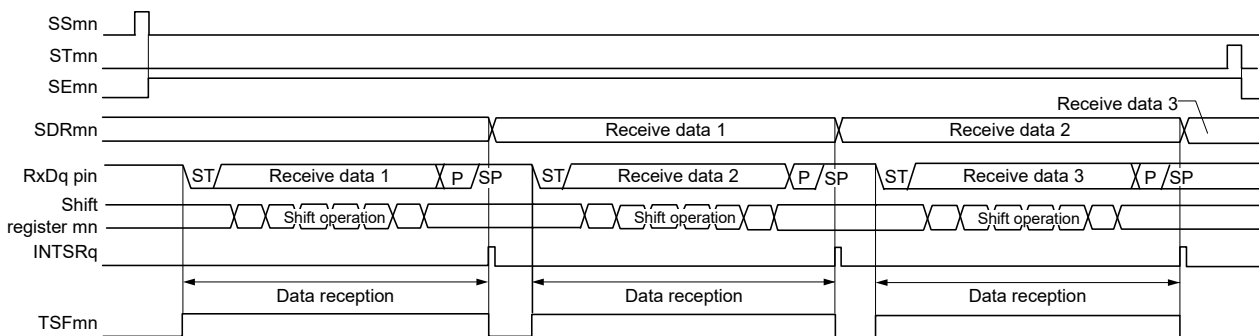 SSmn
STmn
SEmn
Receive data 3
SDRmn Receive data 1 Receive data 2
RxDq pin ST Receive data 1 P SP ST Receive data 2 P SP ST Receive data 3 P SP
Shift
register mn Shift operation Shift operation Shift operation
INTSRq
Data reception Data reception Data reception
TSFmn